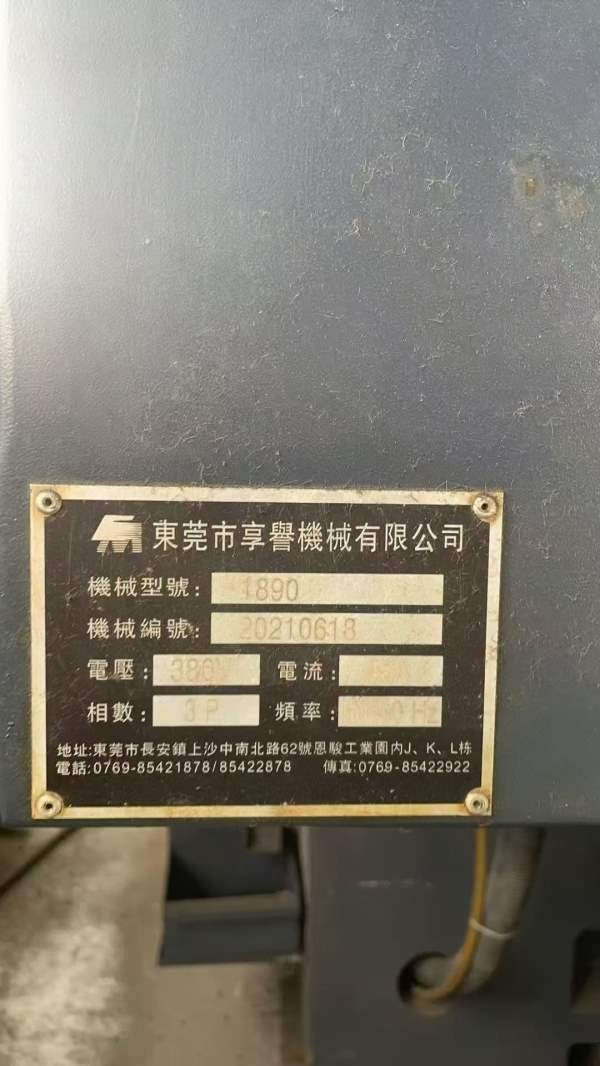 東莞市享譽機械有限公司
機械型號: 1890
機械編號: 20210618
電壓: 380V 電流: A
相數: 3P 頻率: 0Hz
地址:東莞市長安鎮上沙中南北路62號恩駿工業園内J、K、L栋
電話:0769-85421878/85422878 傳真:0769-85422922